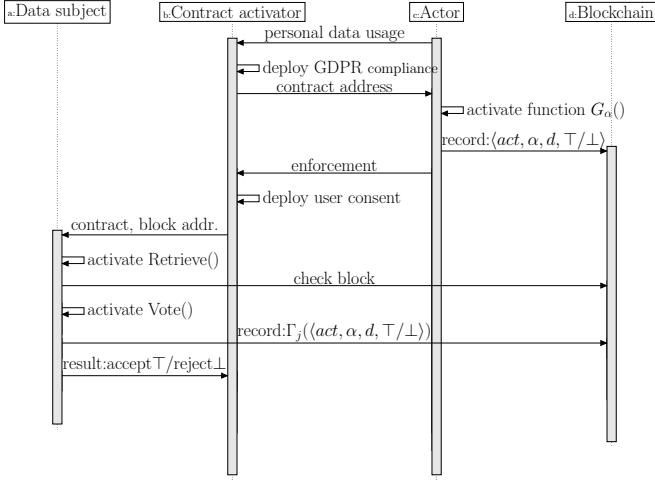 a:Data subject
b:Contract activator
c:Actor
d:Blockchain
personal data usage
deploy GDPR compliance
contract address
activate function G_α()
record:⟨act, α, d, ⊤/⊥⟩
enforcement
deploy user consent
contract, block addr.
activate Retrieve()
check block
activate Vote()
record:Γ_j(⟨act, α, d, ⊤/⊥⟩)
result:accept⊤/reject⊥